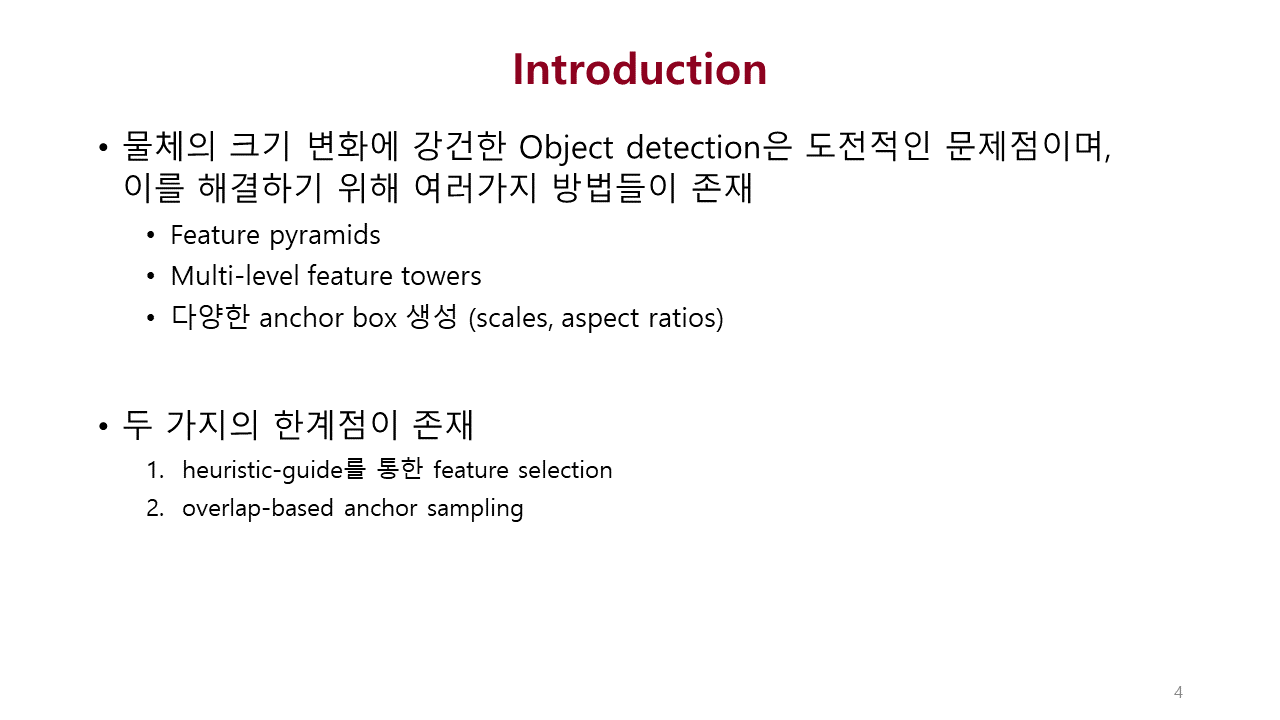 Introduction
• 물체의 크기 변화에 강건한 Object detection은 도전적인 문제점이며,
이를 해결하기 위해 여러가지 방법들이 존재
• Feature pyramids
• Multi-level feature towers
• 다양한 anchor box 생성 (scales, aspect ratios)
• 두 가지의 한계점이 존재
1. heuristic-guide를 통한 feature selection
2. overlap-based anchor sampling
4